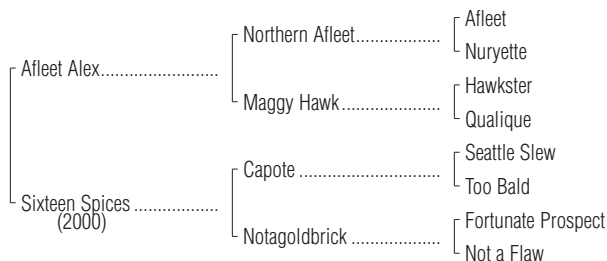 Afleet
Northern Afleet....................
Nuryette
Afleet Alex............................
Hawkster
Maggy Hawk.......................
Qualique
Seattle Slew
Capote .................................
Too Bald
Sixteen Spices ....................
(2000)
Fortunate Prospect
Notagoldbrick......................
Not a Flaw